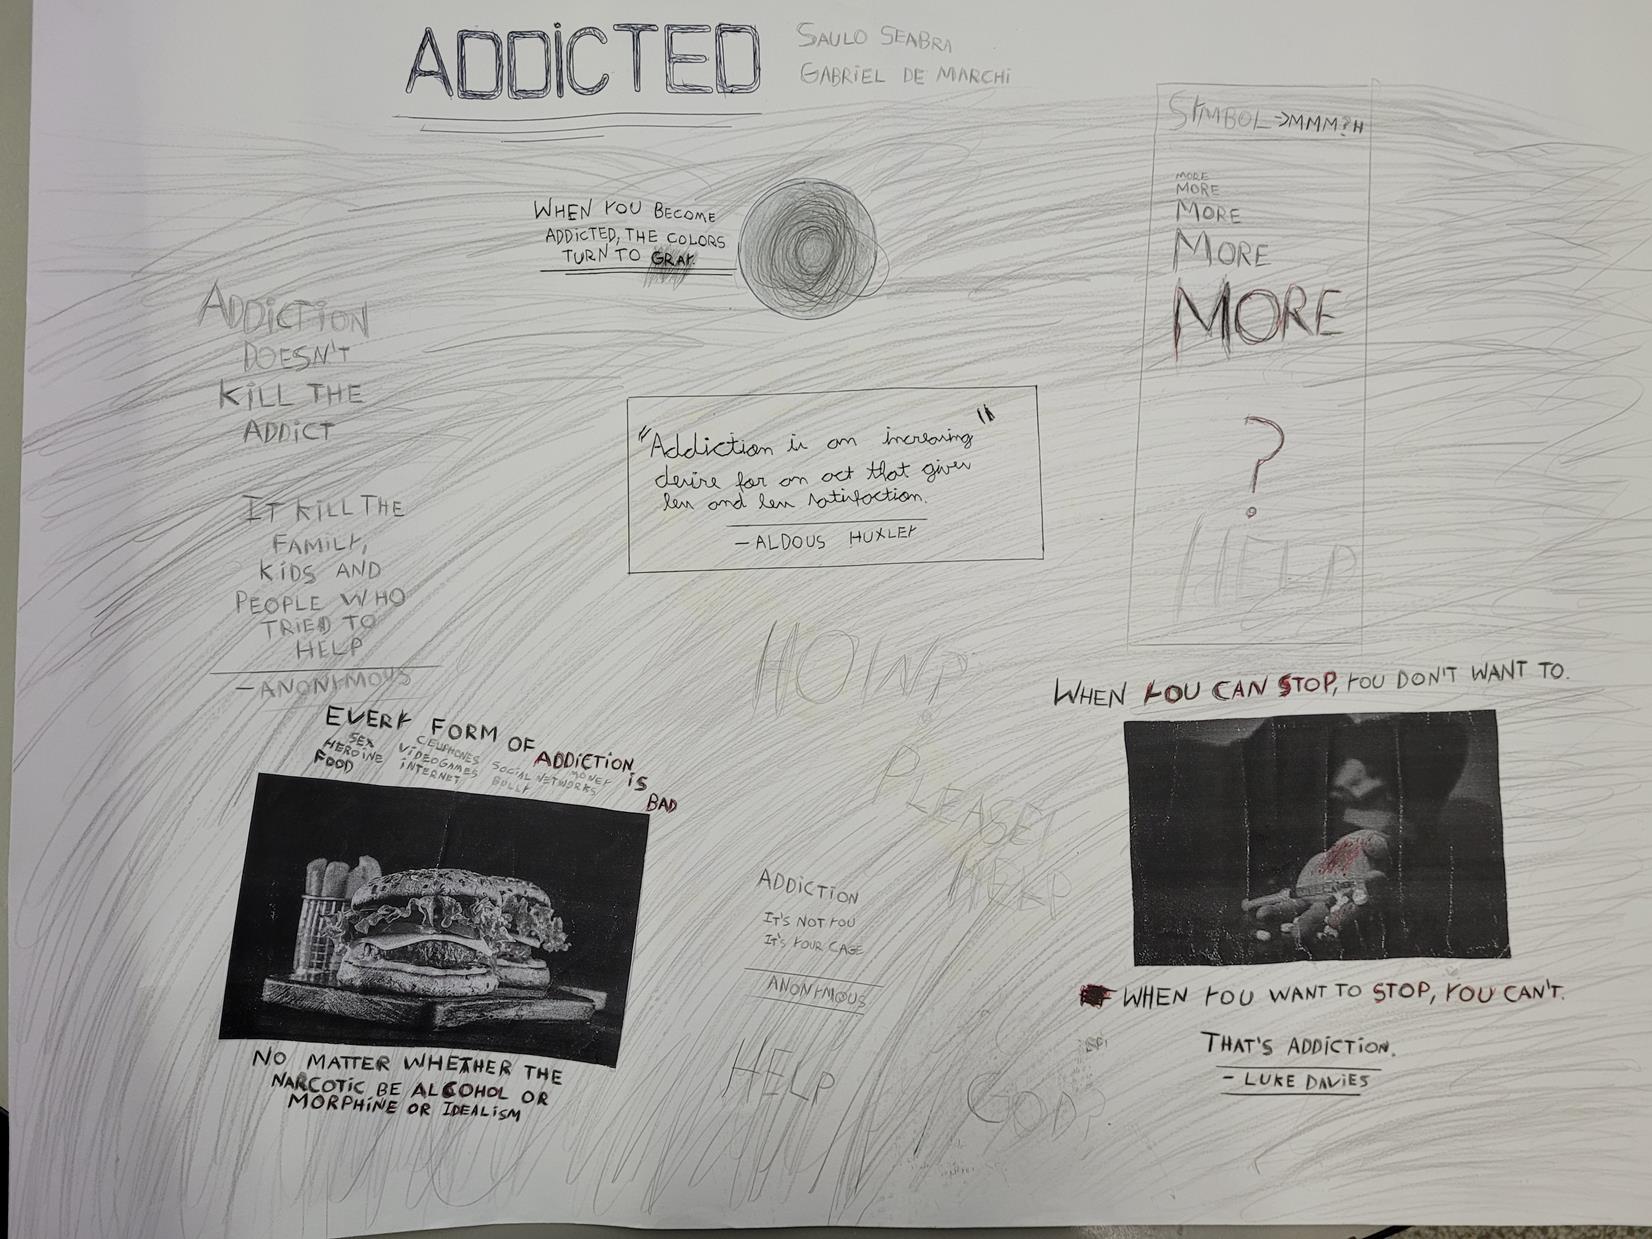 ADDiCTED
SAULO SEABRA
GABRiEL DE MARCHi
SYMBOL ->MMM?H
MORE
MORE
MORE
MORE
MORE
?
HELP
WHEN YOU BECOME
ADDiCTED, THE COLORS
TURN TO GRAY.
ADDiCTiON
DOESN'T
KiLL THE
ADDiCT
IT KiLL THE
FAMiLY,
KiDS AND
PEOPLE WHO
TRiED TO
HELP
- ANONYMOUS
"Addiction is an increasing"
desire for an act that gives
less and less satisfaction.
- ALDOUS HUXLEY
PLEASE!
HELP
EVERY FORM OF ADDiCTiON iS BAD
SEX
HEROiNE
FOOD
CELLPHONES
ViDEOGAMES
iNTERNET
SOCiAL NETWORKS
MONEY
BULLY
NO MATTER WHETHER THE
NARCOTiC BE ALCOHOL OR
MORPHiNE OR IDEALiSM
ADDiCTiON
IT'S NOT YOU
IT'S YOUR CAGE
ANONYMOUS
HELP
GOD?
WHEN YOU CAN STOP, YOU DON'T WANT TO.
WHEN YOU WANT TO STOP, YOU CAN'T.
THAT'S ADDiCTiON.
- LUKE DAViES